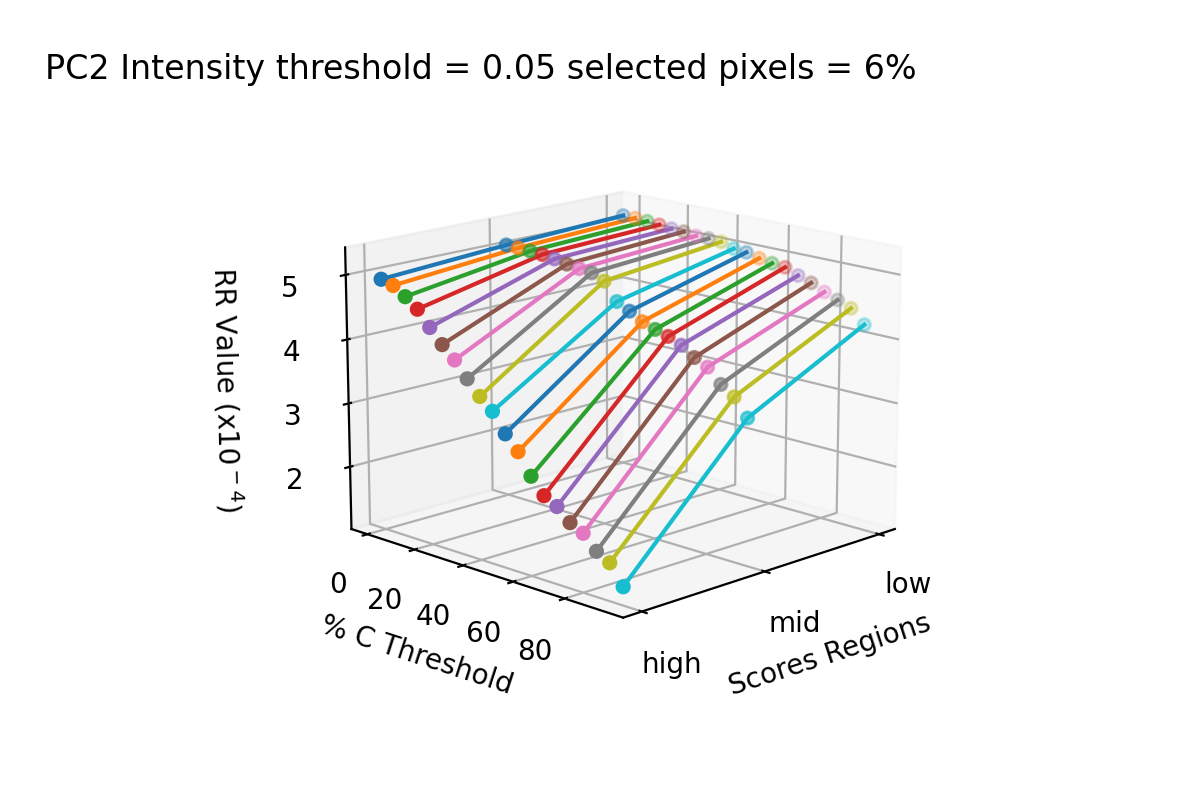 PC2 Intensity threshold = 0.05 selected pixels = 6%
RR Value (x10⁻⁴)
5
4
3
2
0
20
40
60
80
% C Threshold
high
mid
low
Scores Regions